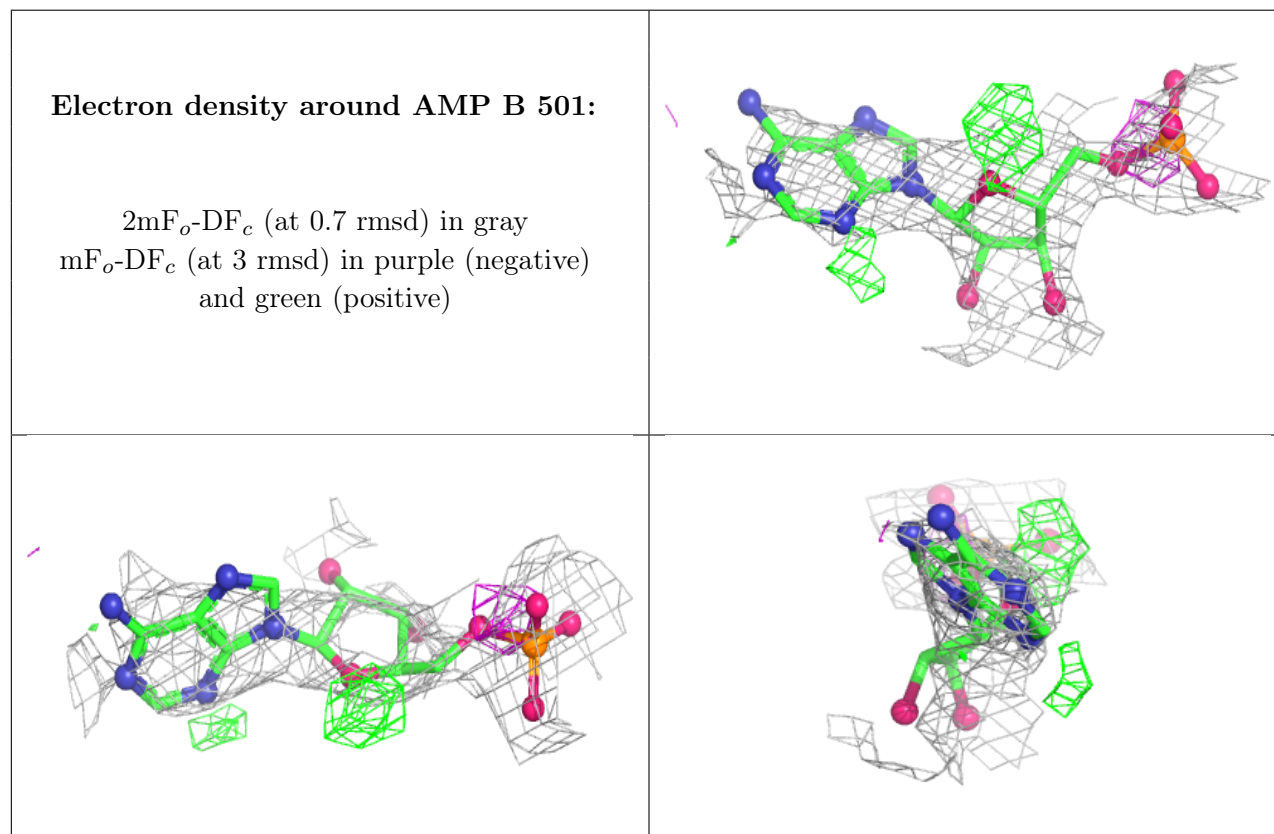 Electron density around AMP B 501:
2mFo-DFc (at 0.7 rmsd) in gray
mFo-DFc (at 3 rmsd) in purple (negative)
and green (positive)